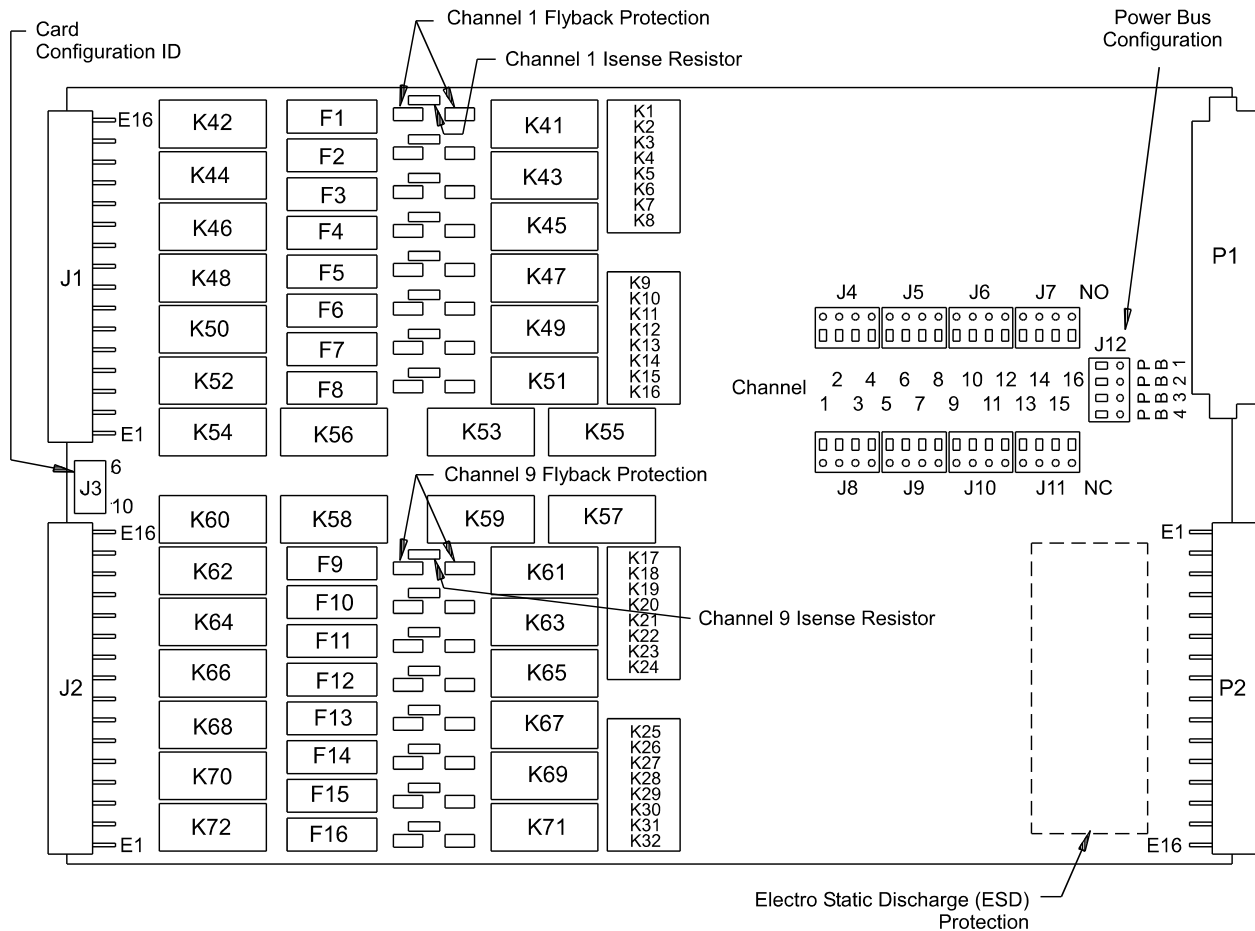 Card
Configuration ID
Channel 1 Flyback Protection
Channel 1 Isense Resistor
Power Bus
Configuration
J1
E16
E1
K42
K44
K46
K48
K50
K52
K54
F1
F2
F3
F4
F5
F6
F7
F8
K56
K41
K43
K45
K47
K49
K51
K53
K55
K1
K2
K3
K4
K5
K6
K7
K8
K9
K10
K11
K12
K13
K14
K15
K16
J4 J5 J6 J7 NO
J12
P B 1
P B 2
P B 3
P B 4
Channel
2 4 6 8 10 12 14 16
1 3 5 7 9 11 13 15
J8 J9 J10 J11 NC
P1
J3
6
10
Channel 9 Flyback Protection
Channel 9 Isense Resistor
J2
E16
E1
K60
K62
K64
K66
K68
K70
K72
K58
F9
F10
F11
F12
F13
F14
F15
F16
K59
K57
K61
K63
K65
K67
K69
K71
K17
K18
K19
K20
K21
K22
K23
K24
K25
K26
K27
K28
K29
K30
K31
K32
E1
E16
P2
Electro Static Discharge (ESD)
Protection